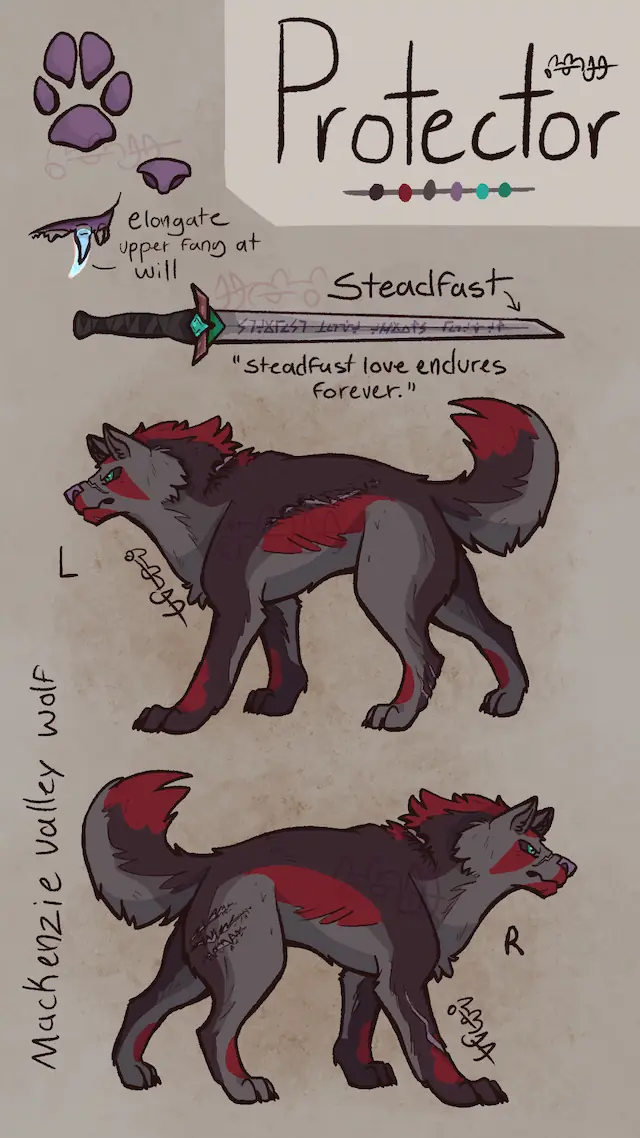 Protector
elongate
upper fang at
will
Steadfast
"Steadfast love endures
forever."
L
Mackenzie Valley Wolf
R